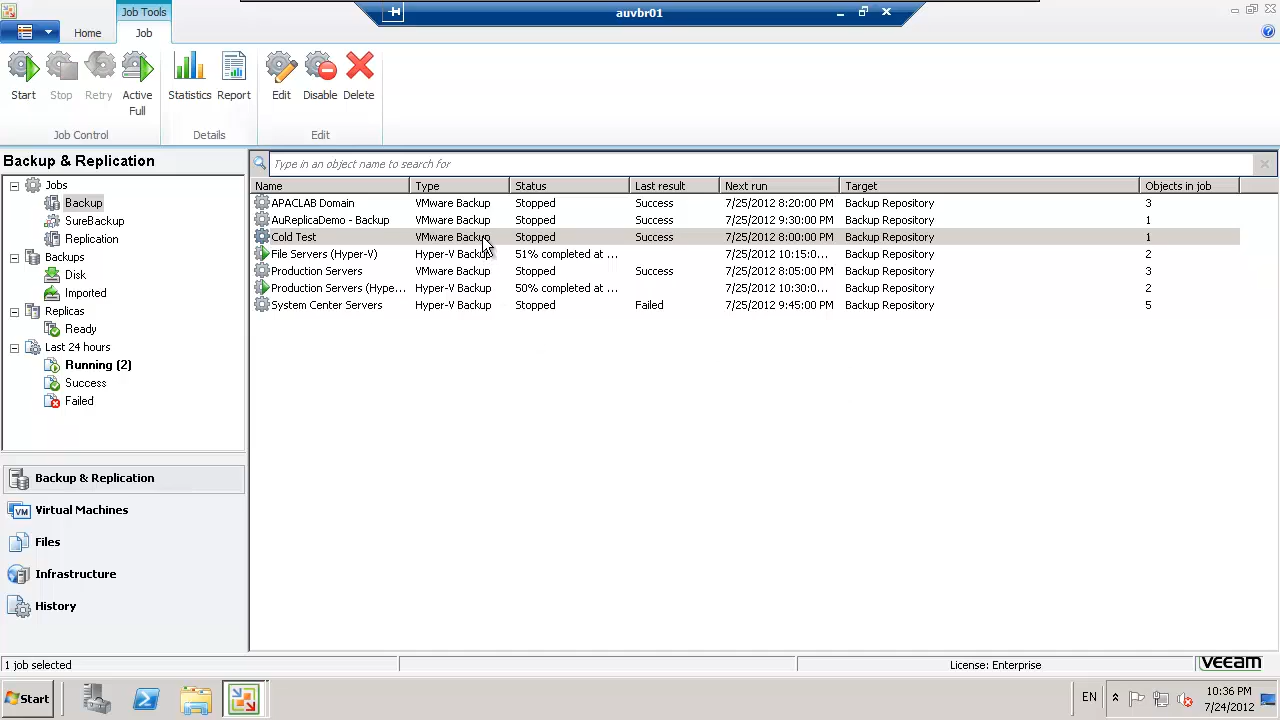 Job Tools
auvbr01
Home
Job
Start
Stop
Retry
Active Full
Statistics
Report
Edit
Disable
Delete
Job Control
Details
Edit
Backup & Replication
Jobs
Backup
SureBackup
Replication
Backups
Disk
Imported
Replicas
Ready
Last 24 hours
Running (2)
Success
Failed
Backup & Replication
Virtual Machines
Files
Infrastructure
History
Type in an object name to search for
Name Type Status Last result Next run Target Objects in job
APACLAB Domain VMware Backup Stopped Success 7/25/2012 8:20:00 PM Backup Repository 3
AuReplicaDemo - Backup VMware Backup Stopped Success 7/25/2012 9:30:00 PM Backup Repository 1
Cold Test VMware Backup Stopped Success 7/25/2012 8:00:00 PM Backup Repository 1
File Servers (Hyper-V) Hyper-V Backup 51% completed at ... 7/25/2012 10:15:0... Backup Repository 2
Production Servers VMware Backup Stopped Success 7/25/2012 8:05:00 PM Backup Repository 3
Production Servers (Hype... Hyper-V Backup 50% completed at ... 7/25/2012 10:30:0... Backup Repository 2
System Center Servers Hyper-V Backup Stopped Failed 7/25/2012 9:45:00 PM Backup Repository 5
1 job selected
License: Enterprise
veeam
Start
EN
10:36 PM
7/24/2012